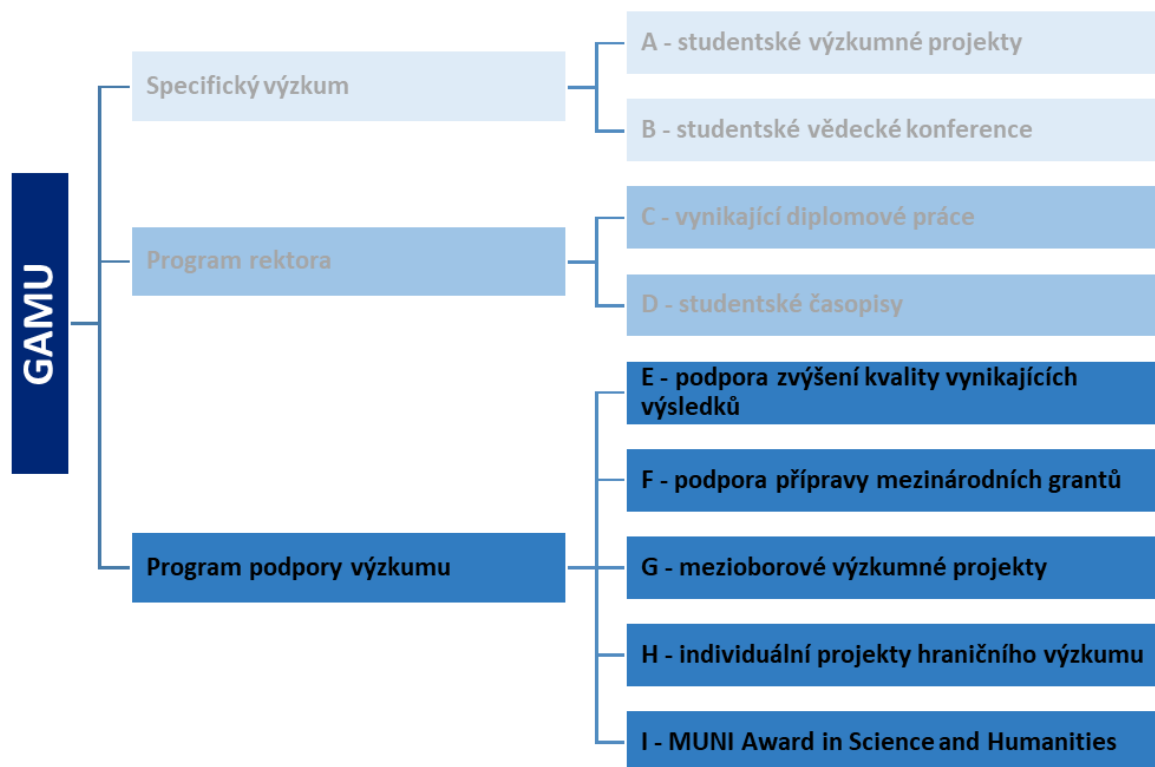 GAMU
Specifický výzkum
A - studentské výzkumné projekty
B - studentské vědecké konference
Program rektora
C - vynikající diplomové práce
D - studentské časopisy
Program podpory výzkumu
E - podpora zvýšení kvality vynikajících
výsledků
F - podpora přípravy mezinárodních grantů
G - mezioborové výzkumné projekty
H - individuální projekty hraničního výzkumu
I - MUNI Award in Science and Humanities